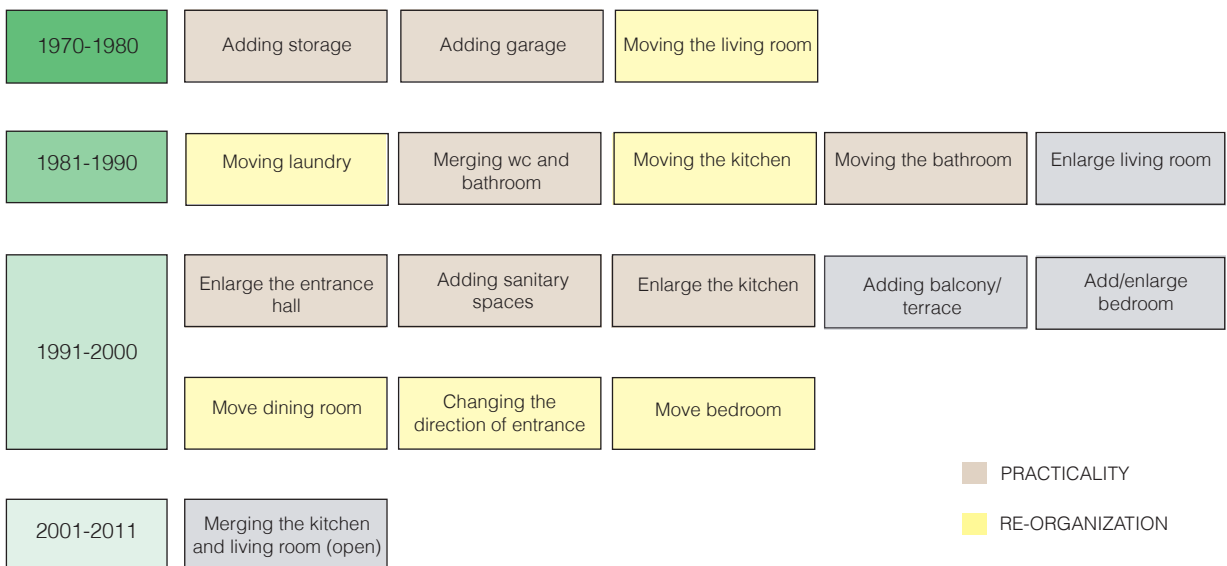 1970-1980
Adding storage
Adding garage
Moving the living room
1981-1990
Moving laundry
Merging wc and
bathroom
Moving the kitchen
Moving the bathroom
Enlarge living room
1991-2000
Enlarge the entrance
hall
Adding sanitary
spaces
Enlarge the kitchen
Adding balcony/
terrace
Add/enlarge
bedroom
Move dining room
Changing the
direction of entrance
Move bedroom
PRACTICALITY
RE-ORGANIZATION
2001-2011
Merging the kitchen
and living room (open)